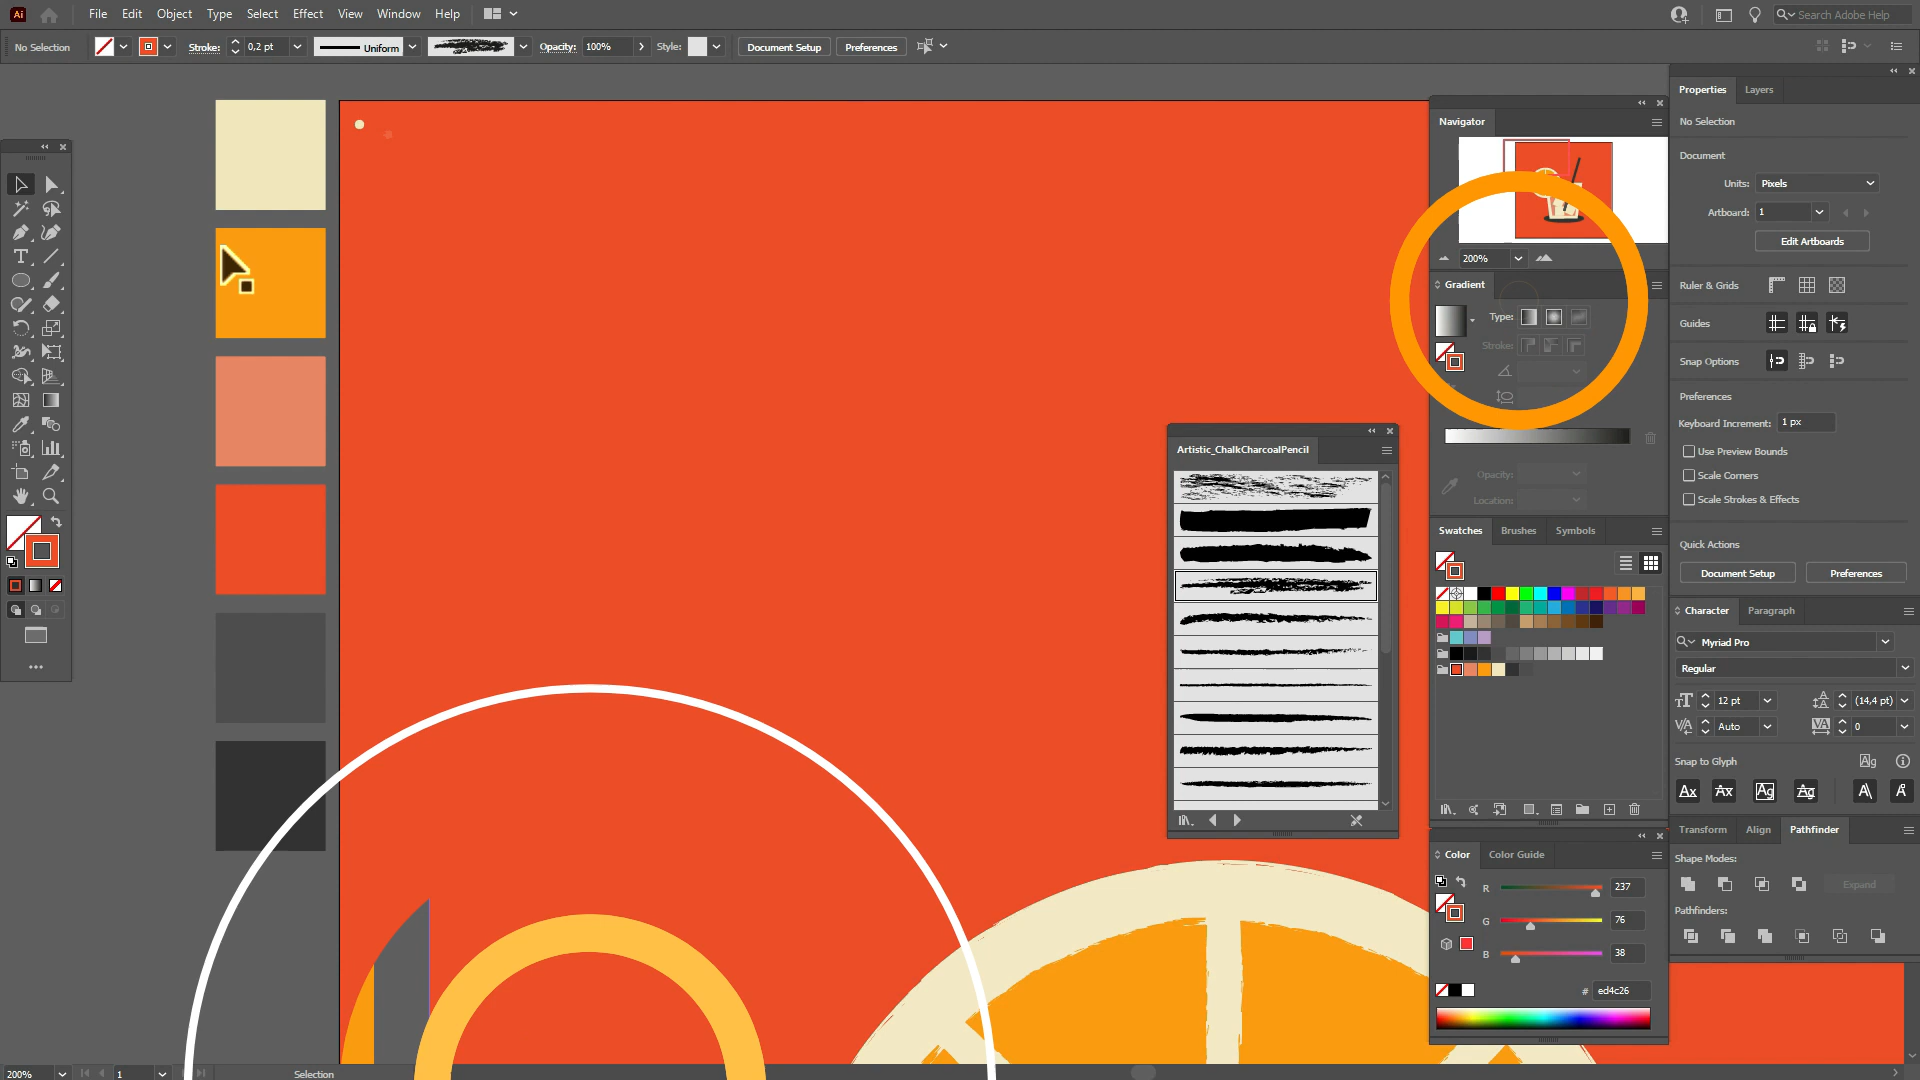 Ai File Edit Object Type Select Effect View Window Help Search Adobe Help
No Selection Stroke: 0,2 pt Uniform Opacity: 100% Style: Document Setup Preferences
Properties Layers
No Selection
Document
Units: Pixels
Artboard: 1
Edit Artboards
Ruler & Grids
Guides
Snap Options
Preferences
Keyboard Increment: 1 px
Use Preview Bounds
Scale Corners
Scale Strokes & Effects
Quick Actions
Document Setup Preferences
Character Paragraph
Myriad Pro
Regular
12 pt (14,4 pt)
Auto 0
Snap to Glyph
Transform Align Pathfinder
Shape Modes:
Expand
Pathfinders:
Navigator
200%
Gradient
Type:
Stroke:
Opacity:
Location:
Swatches Brushes Symbols
Color Color Guide
R 237
G 76
B 38
# ed4c26
Artistic_ChalkCharcoalPencil
200% 1 Selection